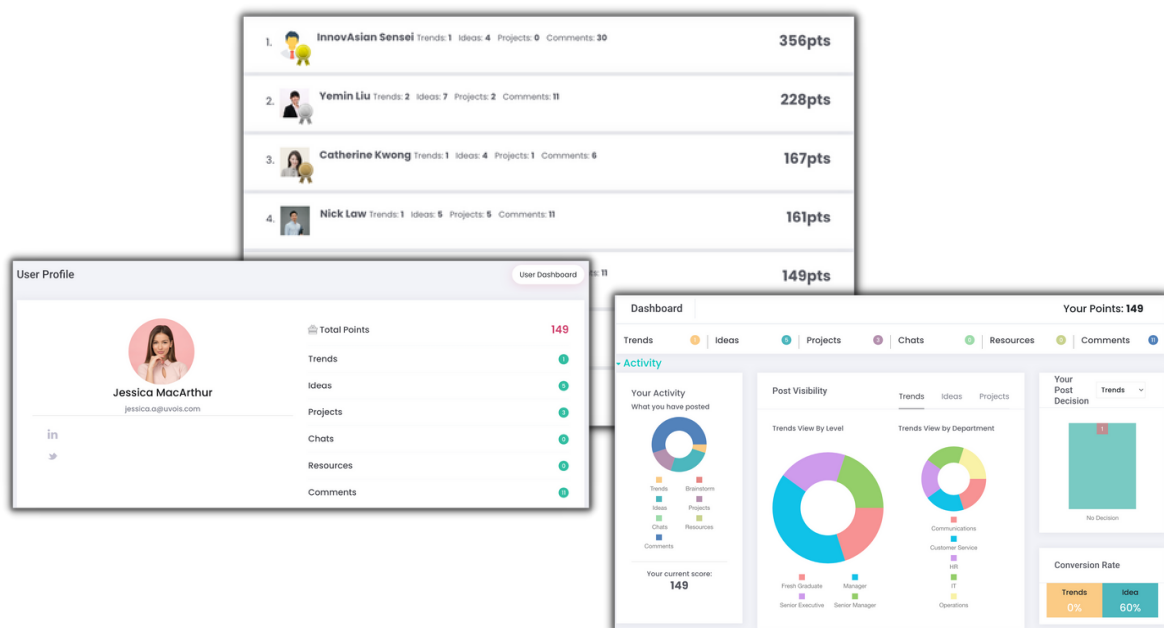 1. InnovAsian Sensei Trends: 1 Ideas: 4 Projects: 0 Comments: 30 356pts
2. Yemin Liu Trends: 2 Ideas: 7 Projects: 2 Comments: 11 228pts
3. Catherine Kwong Trends: 1 Ideas: 4 Projects: 1 Comments: 6 167pts
4. Nick Law Trends: 1 Ideas: 5 Projects: 5 Comments: 11 161pts
ts: 11 149pts
User Profile User Dashboard
Jessica MacArthur
jessica.a@uvois.com
in
Total Points 149
Trends 1
Ideas 5
Projects 3
Chats 0
Resources 0
Comments 11
Dashboard Your Points: 149
Trends 1 Ideas 5 Projects 3 Chats 0 Resources 0 Comments 11
Activity
Your Activity
What you have posted
Trends Brainstorm
Ideas Projects
Chats Resources
Comments
Your current score:
149
Post Visibility Trends Ideas Projects
Trends View By Level
Fresh Graduate Manager
Senior Executive Senior Manager
Trends View by Department
Communications
Customer Service
HR
IT
Operations
Your
Post
Decision
Trends
1
No Decision
Conversion Rate
Trends Idea
0% 60%